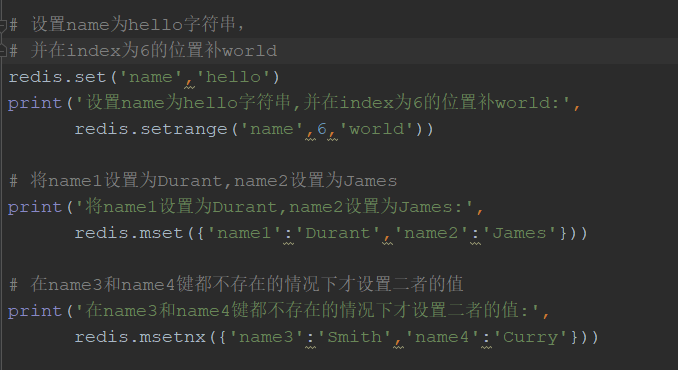 # 设置name为hello字符串，
# 并在index为6的位置补world
redis.set('name','hello')
print('设置name为hello字符串,并在index为6的位置补world:',
redis.setrange('name',6,'world'))
# 将name1设置为Durant,name2设置为James
print('将name1设置为Durant,name2设置为James:',
redis.mset({'name1':'Durant','name2':'James'}))
# 在name3和name4键都不存在的情况下才设置二者的值
print('在name3和name4键都不存在的情况下才设置二者的值:',
redis.msetnx({'name3':'Smith','name4':'Curry'}))